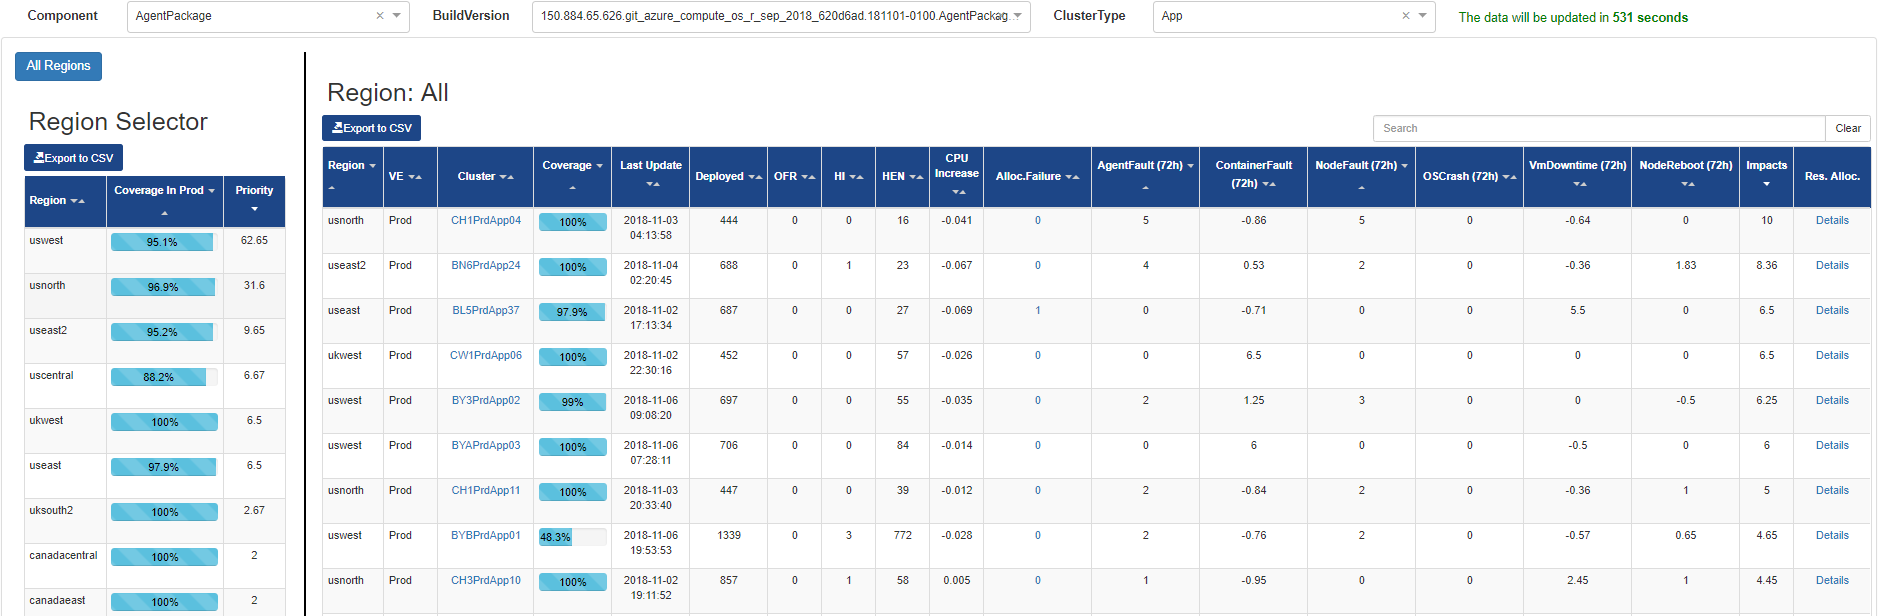 Component AgentPackage × BuildVersion 150.884.65.626.git_azure_compute_os_r_sep_2018_620d6ad.181101-0100.AgentPackag... ClusterType App × The data will be updated in 531 seconds
All Regions
Region Selector
Export to CSV
Region Coverage In Prod Priority
uswest 95.1% 62.65
usnorth 96.9% 31.6
useast2 95.2% 9.65
uscentral 88.2% 6.67
ukwest 100% 6.5
useast 97.9% 6.5
uksouth2 100% 2.67
canadacentral 100% 2
canadaeast 100% 2
Region: All
Export to CSV Search Clear
Region VE Cluster Coverage Last Update Deployed OFR HI HEN CPU Increase Alloc.Failure AgentFault (72h) ContainerFault (72h) NodeFault (72h) OSCrash (72h) VmDowntime (72h) NodeReboot (72h) Impacts Res. Alloc.
usnorth Prod CH1PrdApp04 100% 2018-11-03 04:13:58 444 0 0 16 -0.041 0 5 -0.86 5 0 -0.64 0 10 Details
useast2 Prod BN6PrdApp24 100% 2018-11-04 02:20:45 688 0 1 23 -0.067 0 4 0.53 2 0 -0.36 1.83 8.36 Details
useast Prod BL5PrdApp37 97.9% 2018-11-02 17:13:34 687 0 0 27 -0.069 1 0 -0.71 0 0 5.5 0 6.5 Details
ukwest Prod CW1PrdApp06 100% 2018-11-02 22:30:16 452 0 0 57 -0.026 0 0 6.5 0 0 0 0 6.5 Details
uswest Prod BY3PrdApp02 99% 2018-11-06 09:08:20 697 0 0 55 -0.035 0 2 1.25 3 0 0 -0.5 6.25 Details
uswest Prod BYAPrdApp03 100% 2018-11-06 07:28:11 706 0 0 84 -0.014 0 0 6 0 0 -0.5 0 6 Details
usnorth Prod CH1PrdApp11 100% 2018-11-03 20:33:40 447 0 0 39 -0.012 0 2 -0.84 2 0 -0.36 1 5 Details
uswest Prod BYBPrdApp01 48.3% 2018-11-06 19:53:53 1339 0 3 772 -0.028 0 2 -0.76 2 0 -0.57 0.65 4.65 Details
usnorth Prod CH3PrdApp10 100% 2018-11-02 19:11:52 857 0 1 58 0.005 0 1 -0.95 0 0 2.45 1 4.45 Details